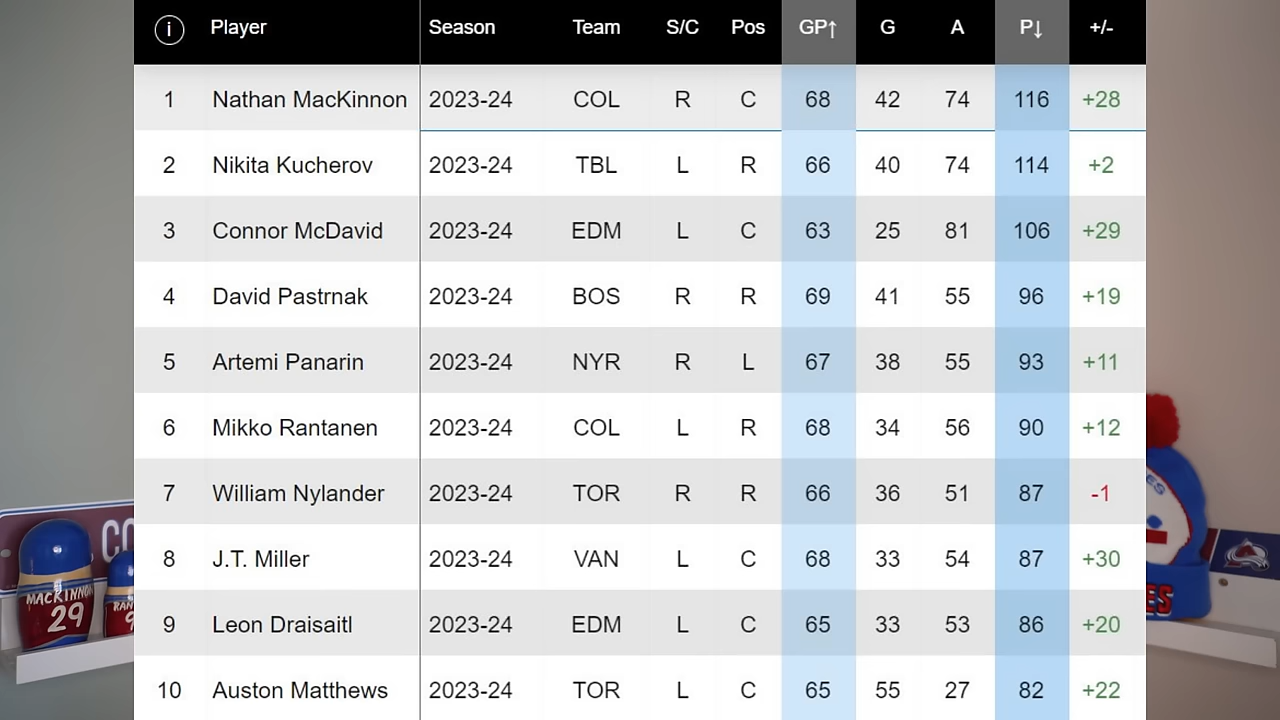 i Player Season Team S/C Pos GP↑ G A P↓ +/-
1 Nathan MacKinnon 2023-24 COL R C 68 42 74 116 +28
2 Nikita Kucherov 2023-24 TBL L R 66 40 74 114 +2
3 Connor McDavid 2023-24 EDM L C 63 25 81 106 +29
4 David Pastrnak 2023-24 BOS R R 69 41 55 96 +19
5 Artemi Panarin 2023-24 NYR R L 67 38 55 93 +11
6 Mikko Rantanen 2023-24 COL L R 68 34 56 90 +12
7 William Nylander 2023-24 TOR R R 66 36 51 87 -1
8 J.T. Miller 2023-24 VAN L C 68 33 54 87 +30
9 Leon Draisaitl 2023-24 EDM L C 65 33 53 86 +20
10 Auston Matthews 2023-24 TOR L C 65 55 27 82 +22
MACKINNON
29
RAN